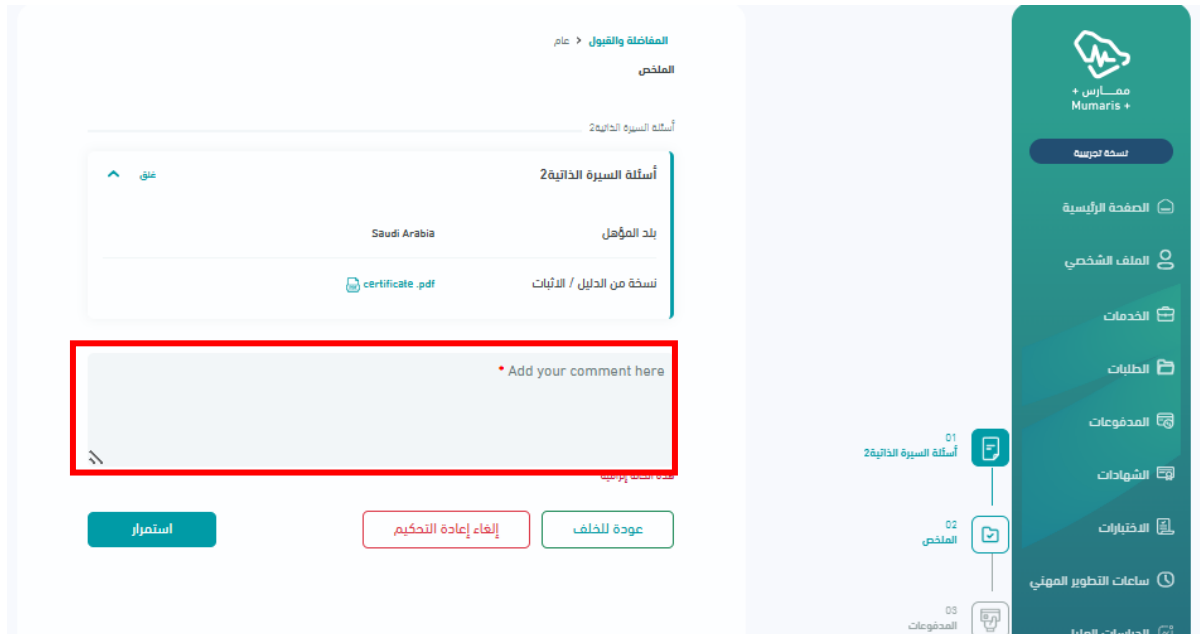 ممـــارس +
Mumaris +
نسخة تجريبية
الصفحة الرئيسية
الملف الشخصي
الخدمات
الطلبات
المدفوعات
الشهادات
الاختبارات
ساعات التطوير المهني
01
أسئلة السيرة الذاتية2
02
الملخص
03
المدفوعات
المفاضلة والقبول > عام
الملخص
أسئلة السيرة الذاتية2
أسئلة السيرة الذاتية2
غلق
بلد المؤهل
Saudi Arabia
نسخة من الدليل / الاثبات
certificate .pdf
* Add your comment here
عودة للخلف
إلغاء إعادة التحكيم
استمرار